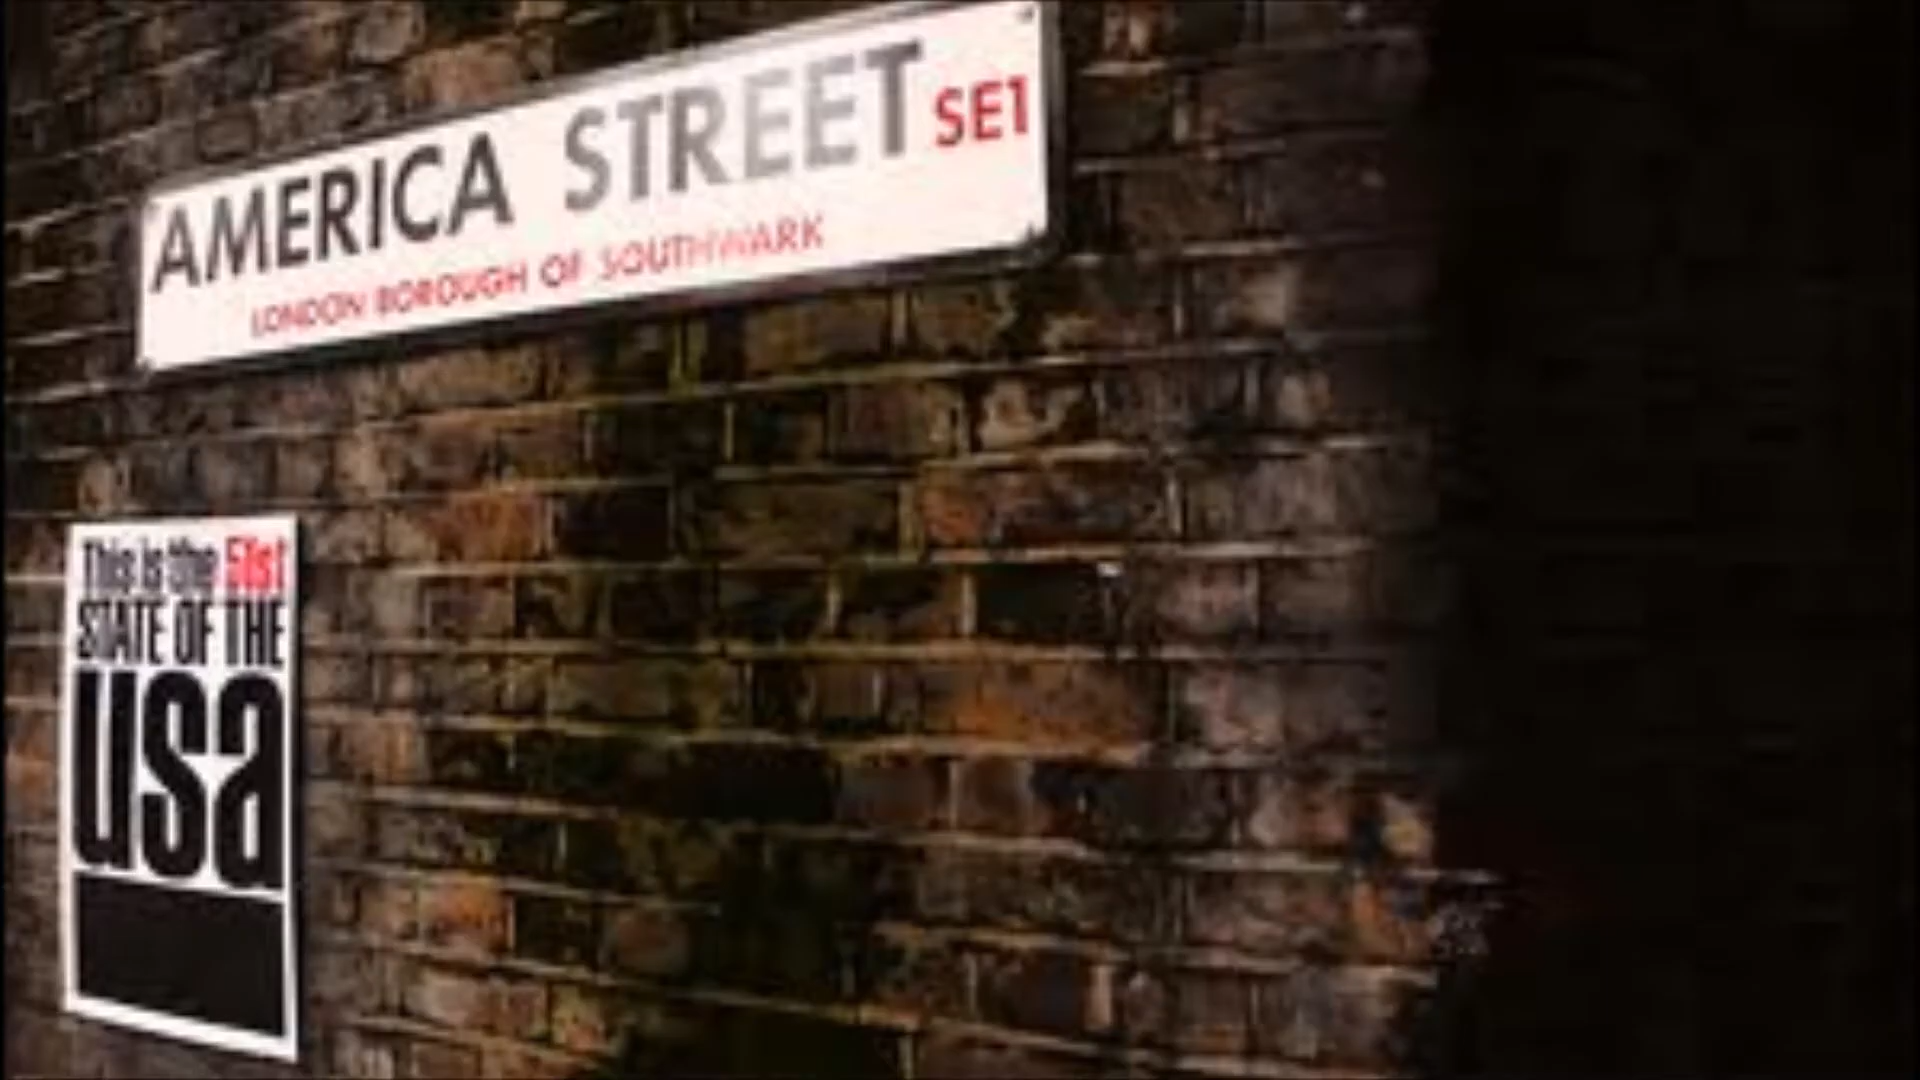 AMERICA STREET SE1
LONDON BOROUGH OF SOUTHWARK
This is the 51st
STATE OF THE
usa